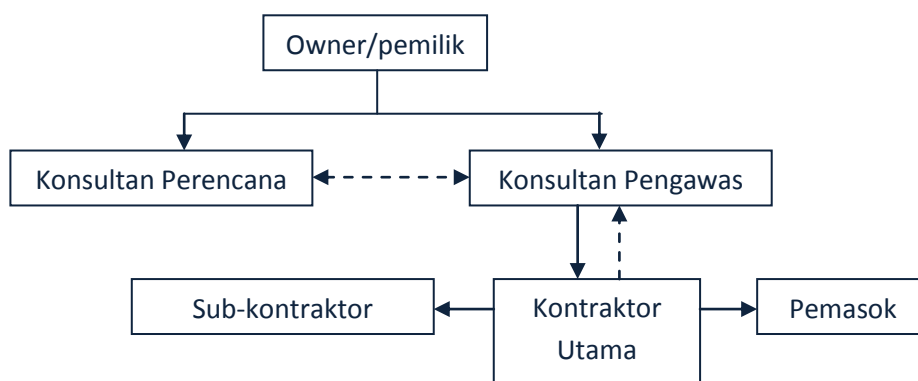 Owner/pemilik
Konsultan Perencana
Konsultan Pengawas
Sub-kontraktor
Kontraktor
Utama
Pemasok